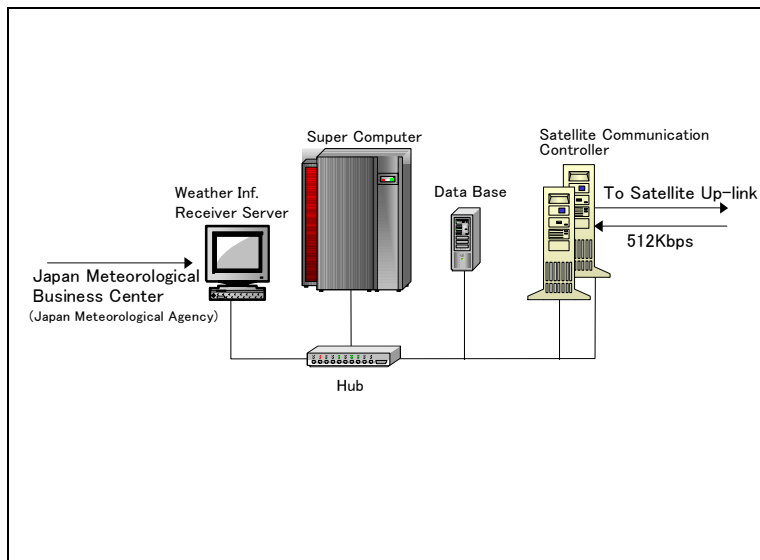 Super Computer
Satellite Communication
Controller
Weather Inf.
Receiver Server
Data Base
To Satellite Up-link
512Kbps
Japan Meteorological
Business Center
(Japan Meteorological Agency)
Hub